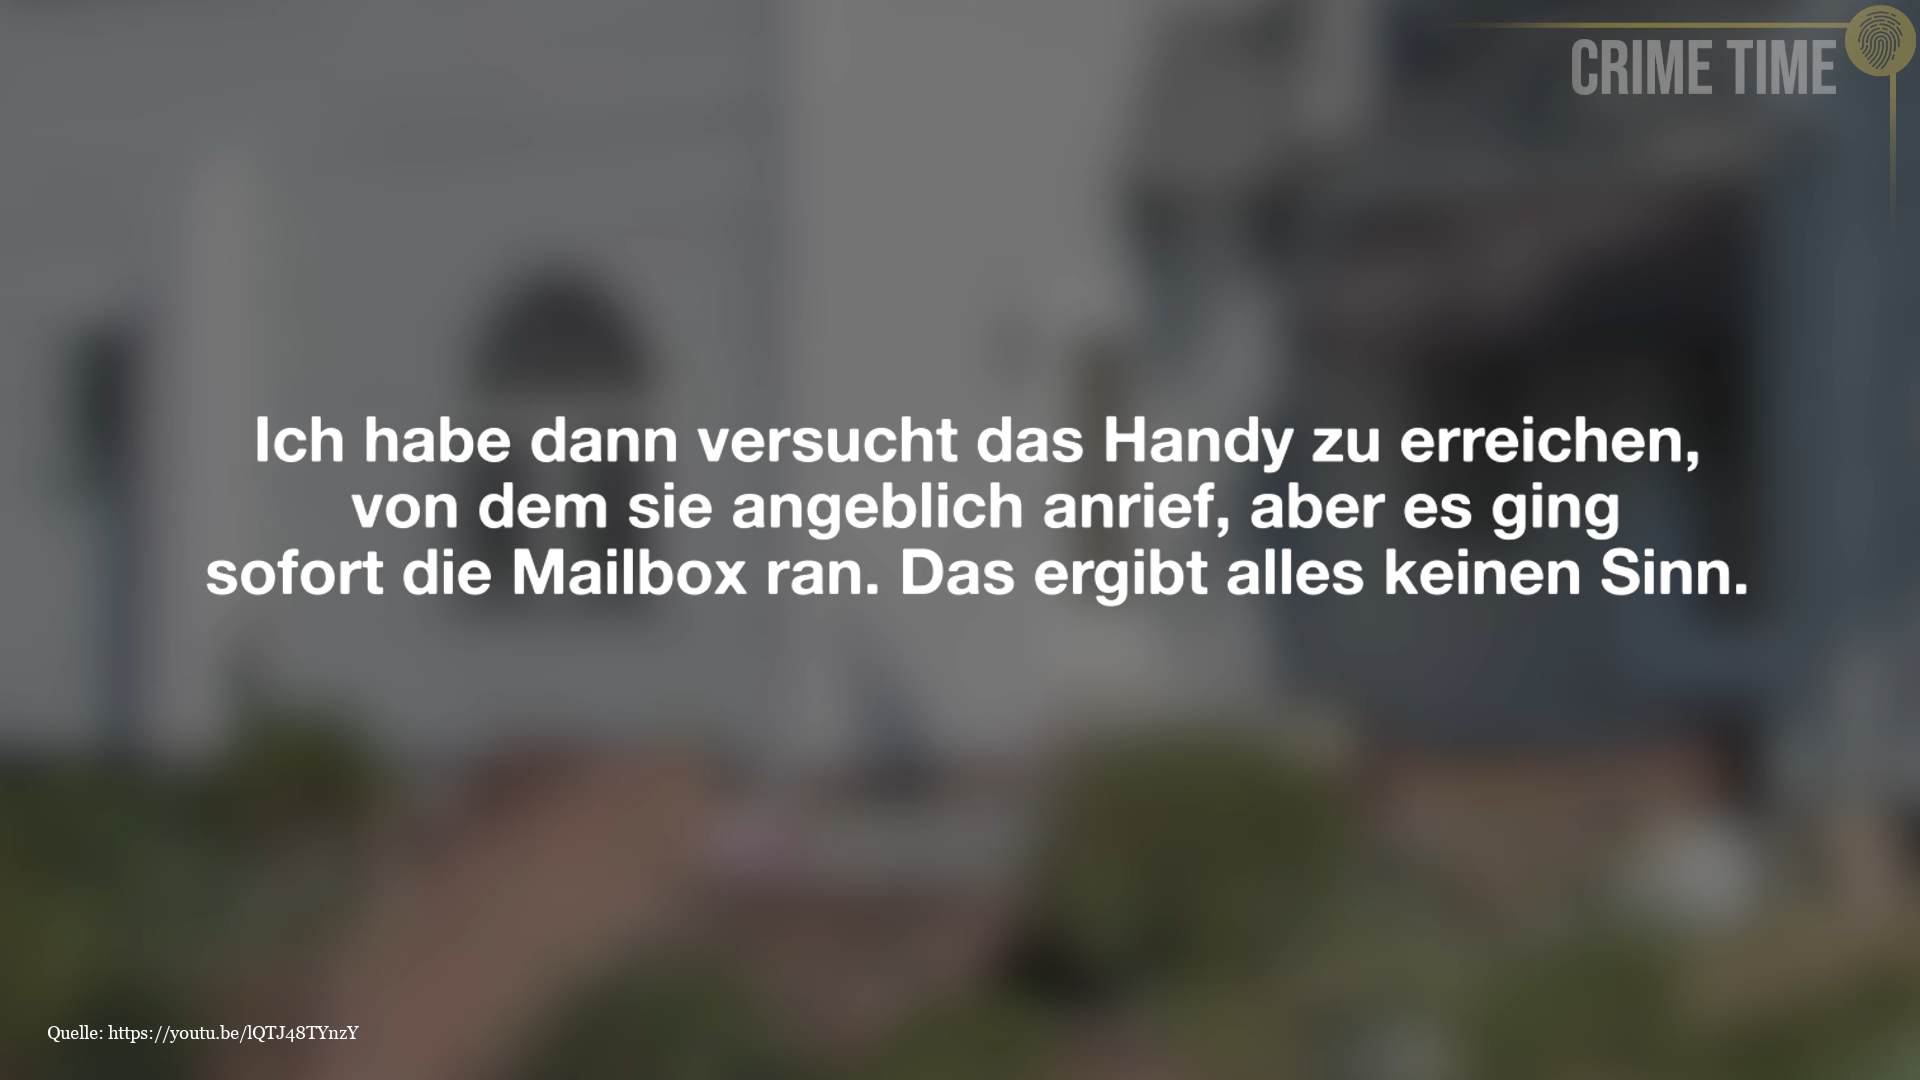 CRIME TIME
Ich habe dann versucht das Handy zu erreichen,
von dem sie angeblich anrief, aber es ging
sofort die Mailbox ran. Das ergibt alles keinen Sinn.
Quelle: https://youtu.be/lQTJ48TYnzY